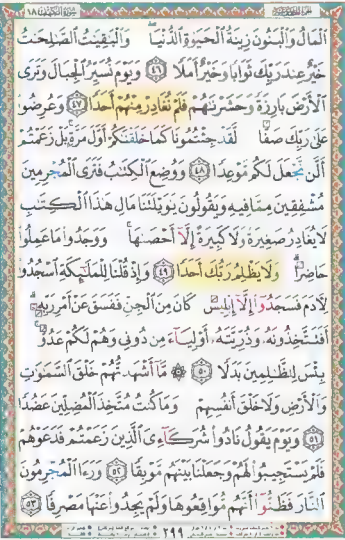 سورة الكهف ١٨
ٱلْمَالُ وَٱلْبَنُونَ زِينَةُ ٱلْحَيَوٰةِ ٱلدُّنْيَاۖ وَٱلْبَٰقِيَٰتُ ٱلصَّٰلِحَٰتُ
خَيْرٌ عِندَ رَبِّكَ ثَوَابًا وَخَيْرٌ أَمَلًا ٤٦ وَيَوْمَ نُسَيِّرُ ٱلْجِبَالَ وَتَرَى
ٱلْأَرْضَ بَارِزَةً وَحَشَرْنَٰهُمْ فَلَمْ نُغَادِرْ مِنْهُمْ أَحَدًا ٤٧ وَعُرِضُوا۟
عَلَىٰ رَبِّكَ صَفًّا لَّقَدْ جِئْتُمُونَا كَمَا خَلَقْنَٰكُمْ أَوَّلَ مَرَّةٍۭۚ بَلْ زَعَمْتُمْ
أَلَّن نَّجْعَلَ لَكُم مَّوْعِدًا ٤٨ وَوُضِعَ ٱلْكِتَٰبُ فَتَرَى ٱلْمُجْرِمِينَ
مُشْفِقِينَ مِمَّا فِيهِ وَيَقُولُونَ يَٰوَيْلَتَنَا مَالِ هَٰذَا ٱلْكِتَٰبِ
لَا يُغَادِرُ صَغِيرَةً وَلَا كَبِيرَةً إِلَّآ أَحْصَىٰهَاۚ وَوَجَدُوا۟ مَا عَمِلُوا۟
حَاضِرًاۗ وَلَا يَظْلِمُ رَبُّكَ أَحَدًا ٤٩ وَإِذْ قُلْنَا لِلْمَلَٰٓئِكَةِ ٱسْجُدُوا۟
لِـَٔادَمَ فَسَجَدُوٓا۟ إِلَّآ إِبْلِيسَ كَانَ مِنَ ٱلْجِنِّ فَفَسَقَ عَنْ أَمْرِ رَبِّهِۦٓۗ
أَفَتَتَّخِذُونَهُۥ وَذُرِّيَّتَهُۥٓ أَوْلِيَآءَ مِن دُونِى وَهُمْ لَكُمْ عَدُوٌّۢۚ
بِئْسَ لِلظَّٰلِمِينَ بَدَلًا ٥٠ ۞ مَّآ أَشْهَدتُّهُمْ خَلْقَ ٱلسَّمَٰوَٰتِ
وَٱلْأَرْضِ وَلَا خَلْقَ أَنفُسِهِمْ وَمَا كُنتُ مُتَّخِذَ ٱلْمُضِلِّينَ عَضُدًا
٥١ وَيَوْمَ يَقُولُ نَادُوا۟ شُرَكَآءِىَ ٱلَّذِينَ زَعَمْتُمْ فَدَعَوْهُمْ
فَلَمْ يَسْتَجِيبُوا۟ لَهُمْ وَجَعَلْنَا بَيْنَهُم مَّوْبِقًا ٥٢ وَرَءَا ٱلْمُجْرِمُونَ
ٱلنَّارَ فَظَنُّوٓا۟ أَنَّهُم مُّوَاقِعُوهَا وَلَمْ يَجِدُوا۟ عَنْهَا مَصْرِفًا ٥٣
٢٩٩